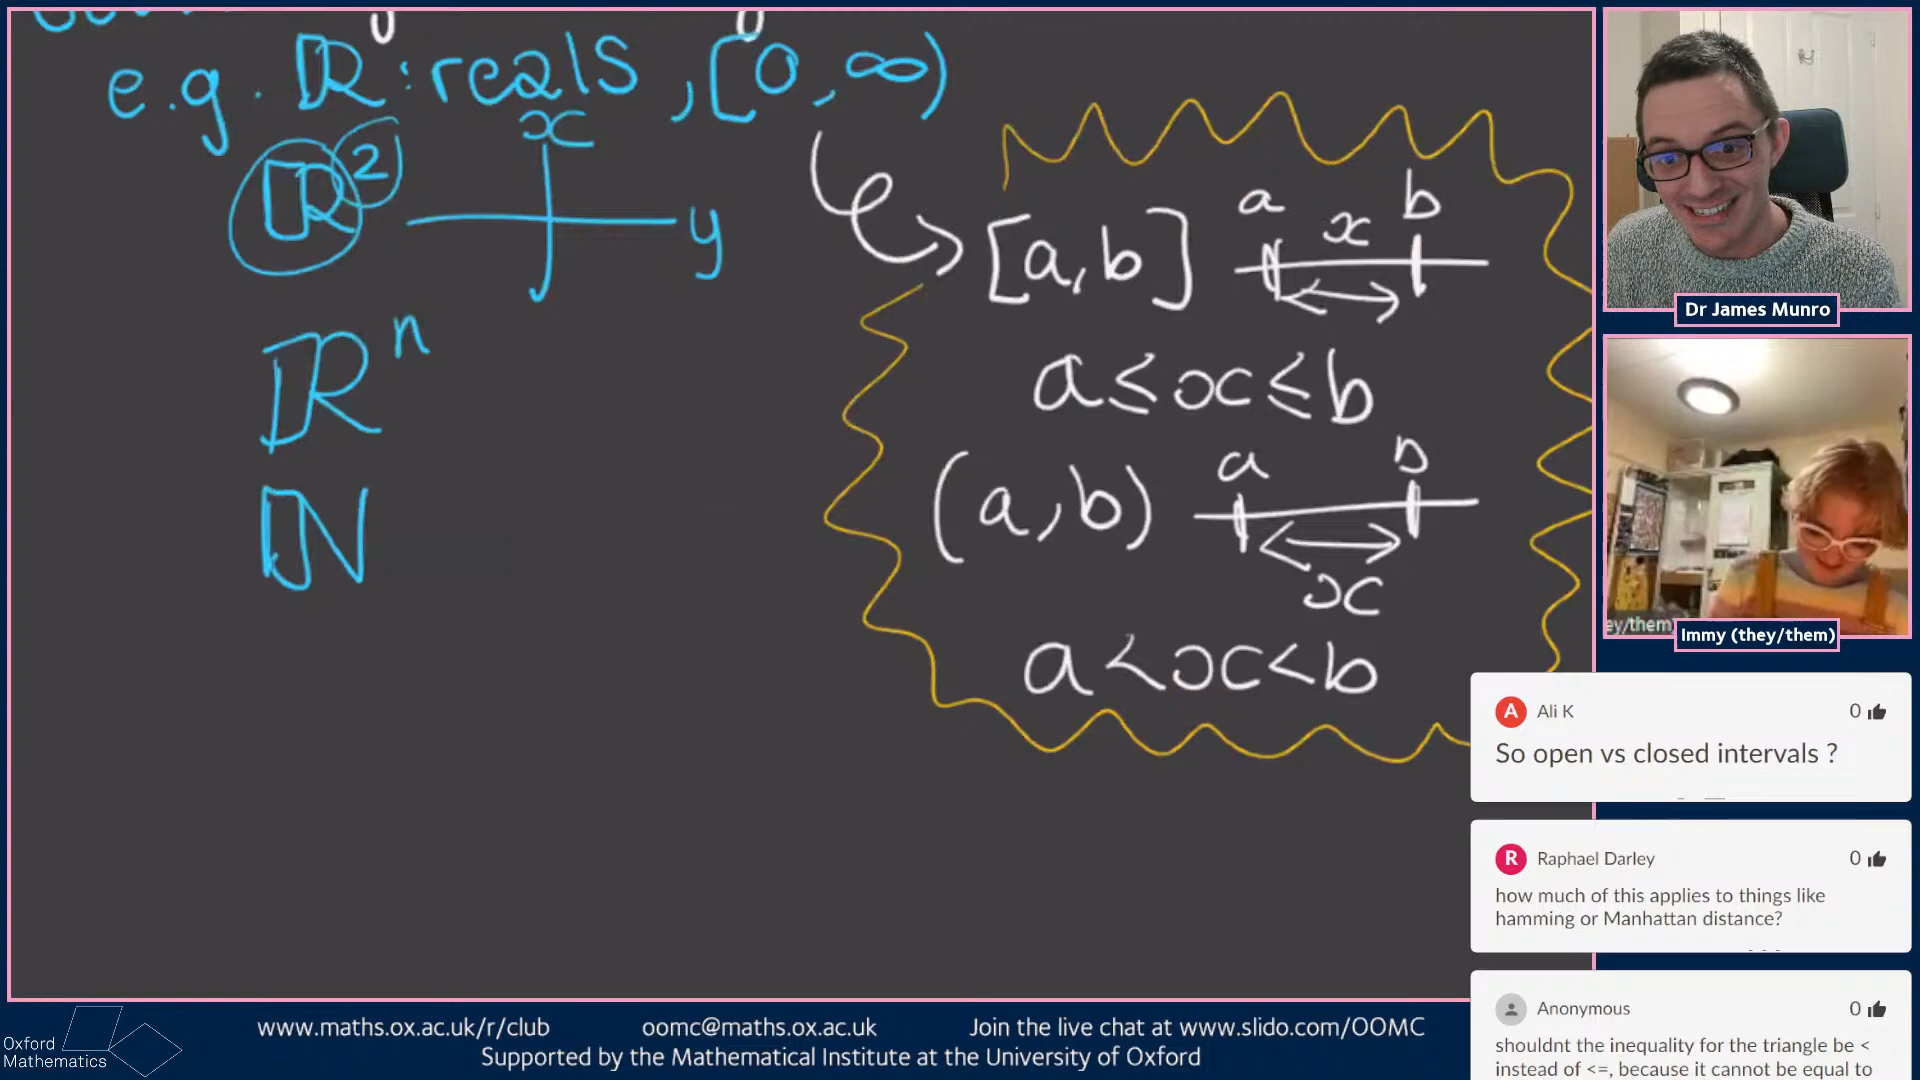 e.g. ℝ: reals, [0, ∞)
ℝ²
x
y
ℝⁿ
ℕ
[a,b]
a x b
a ≤ x ≤ b
(a,b)
a b
x
a < x < b
Dr James Munro
ey/them)
Immy (they/them)
A Ali K 0
So open vs closed intervals ?
R Raphael Darley 0
how much of this applies to things like
hamming or Manhattan distance?
Anonymous 0
shouldnt the inequality for the triangle be <
instead of <=, because it cannot be equal to
Oxford
Mathematics
www.maths.ox.ac.uk/r/club oomc@maths.ox.ac.uk Join the live chat at www.slido.com/OOMC
Supported by the Mathematical Institute at the University of Oxford